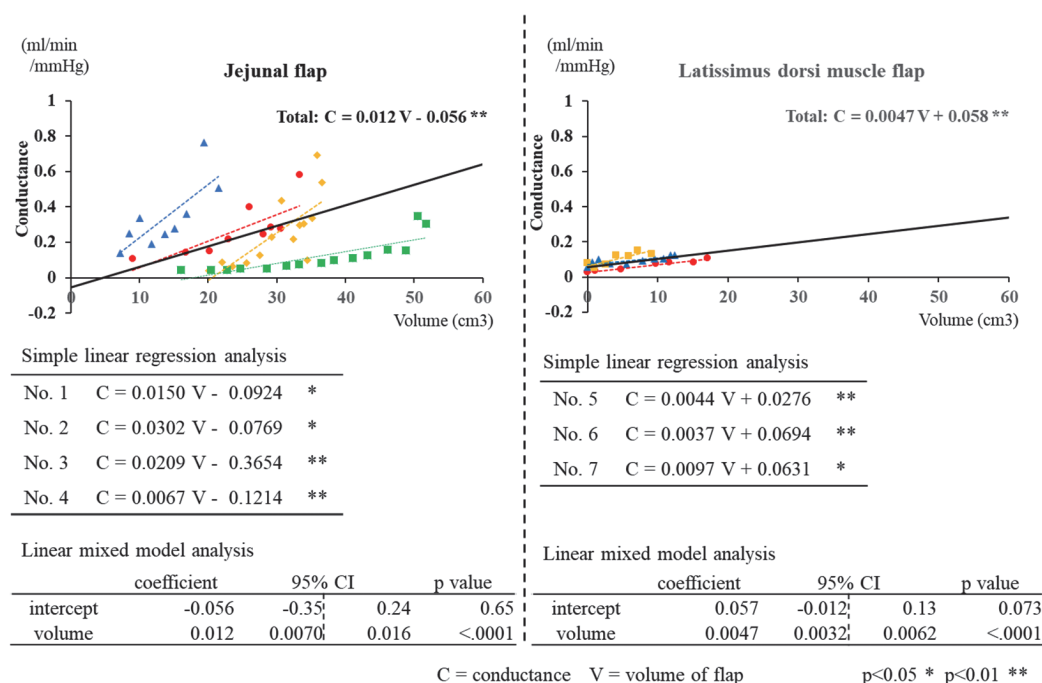 (ml/min
/mmHg)
Jejunal flap
Total: C = 0.012 V - 0.056 **
Conductance
1
0.8
0.6
0.4
0.2
0
-0.2
0
10
20
30
40
50
60
Volume (cm3)
Simple linear regression analysis
No. 1 C = 0.0150 V - 0.0924 *
No. 2 C = 0.0302 V - 0.0769 *
No. 3 C = 0.0209 V - 0.3654 **
No. 4 C = 0.0067 V - 0.1214 **
Linear mixed model analysis
coefficient 95% CI p value
intercept -0.056 -0.35 0.24 0.65
volume 0.012 0.0070 0.016 <.0001
(ml/min
/mmHg)
Latissimus dorsi muscle flap
Total: C = 0.0047 V + 0.058 **
Conductance
1
0.8
0.6
0.4
0.2
0
-0.2
0
10
20
30
40
50
60
Volume (cm3)
Simple linear regression analysis
No. 5 C = 0.0044 V + 0.0276 **
No. 6 C = 0.0037 V + 0.0694 **
No. 7 C = 0.0097 V + 0.0631 *
Linear mixed model analysis
coefficient 95% CI p value
intercept 0.057 -0.012 0.13 0.073
volume 0.0047 0.0032 0.0062 <.0001
C = conductance V = volume of flap p<0.05 * p<0.01 **